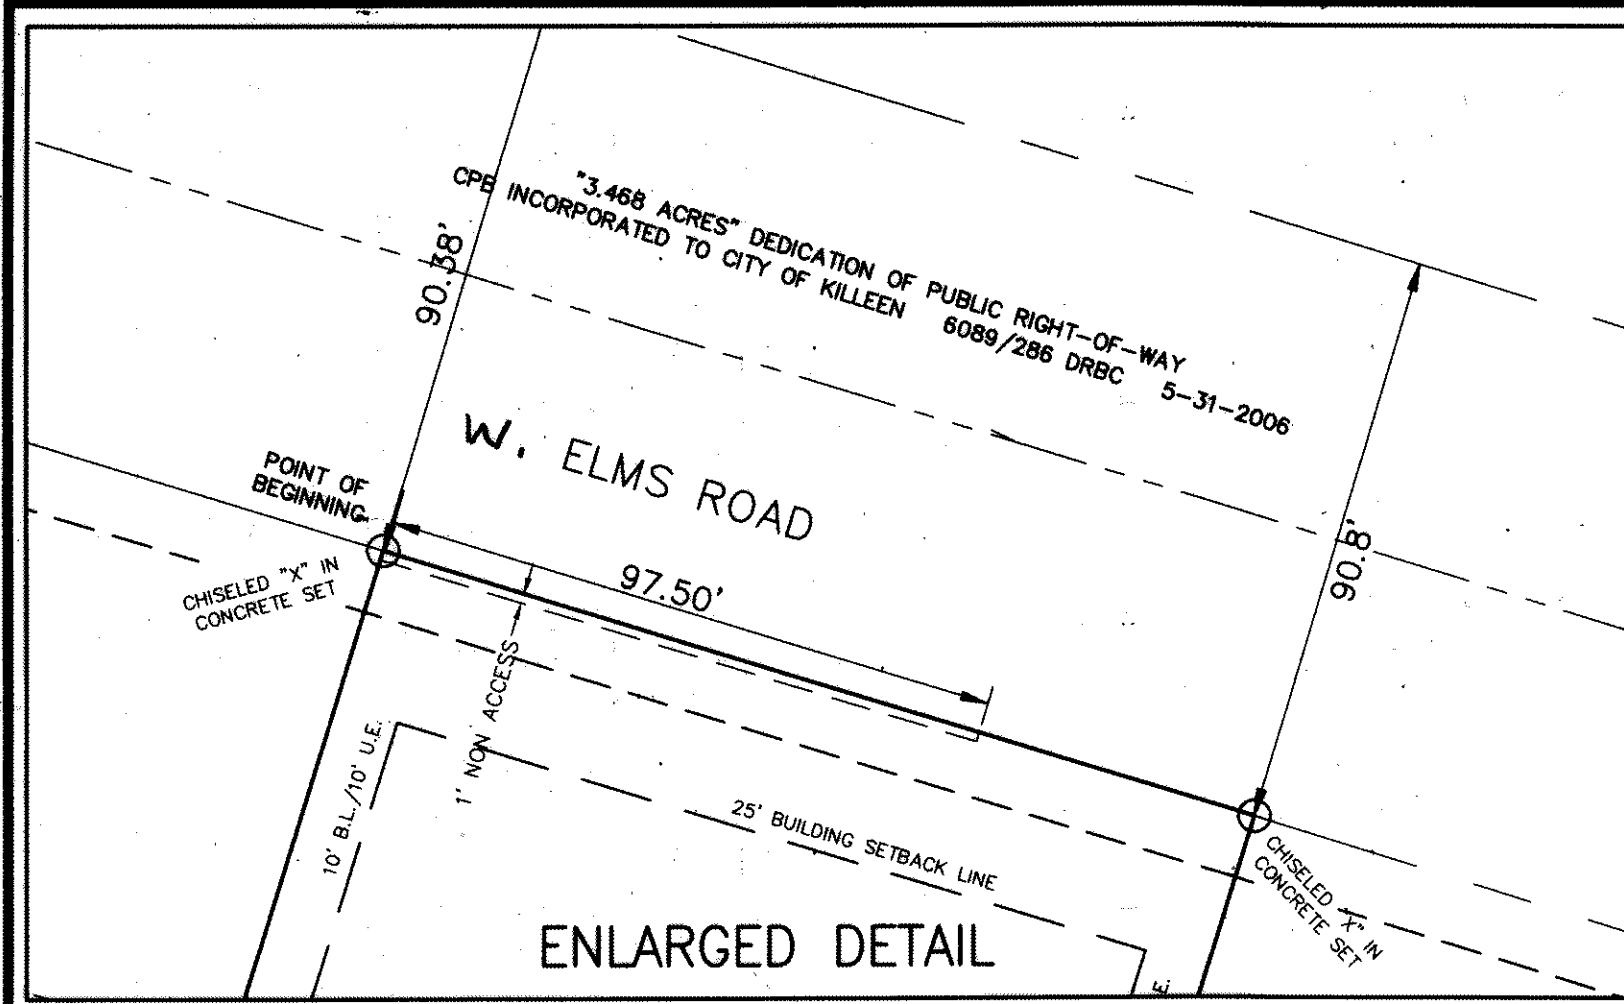 "3.468 ACRES" DEDICATION OF PUBLIC RIGHT-OF-WAY
CPB INCORPORATED TO CITY OF KILLEEN 6089/286 DRBC 5-31-2006
90.38'
W. ELMS ROAD
POINT OF
BEGINNING
90.8'
97.50'
CHISELED "X" IN
CONCRETE SET
1' NON ACCESS
10' B.L./10' U.E.
25' BUILDING SETBACK LINE
CHISELED "X" IN
CONCRETE SET
ENLARGED DETAIL